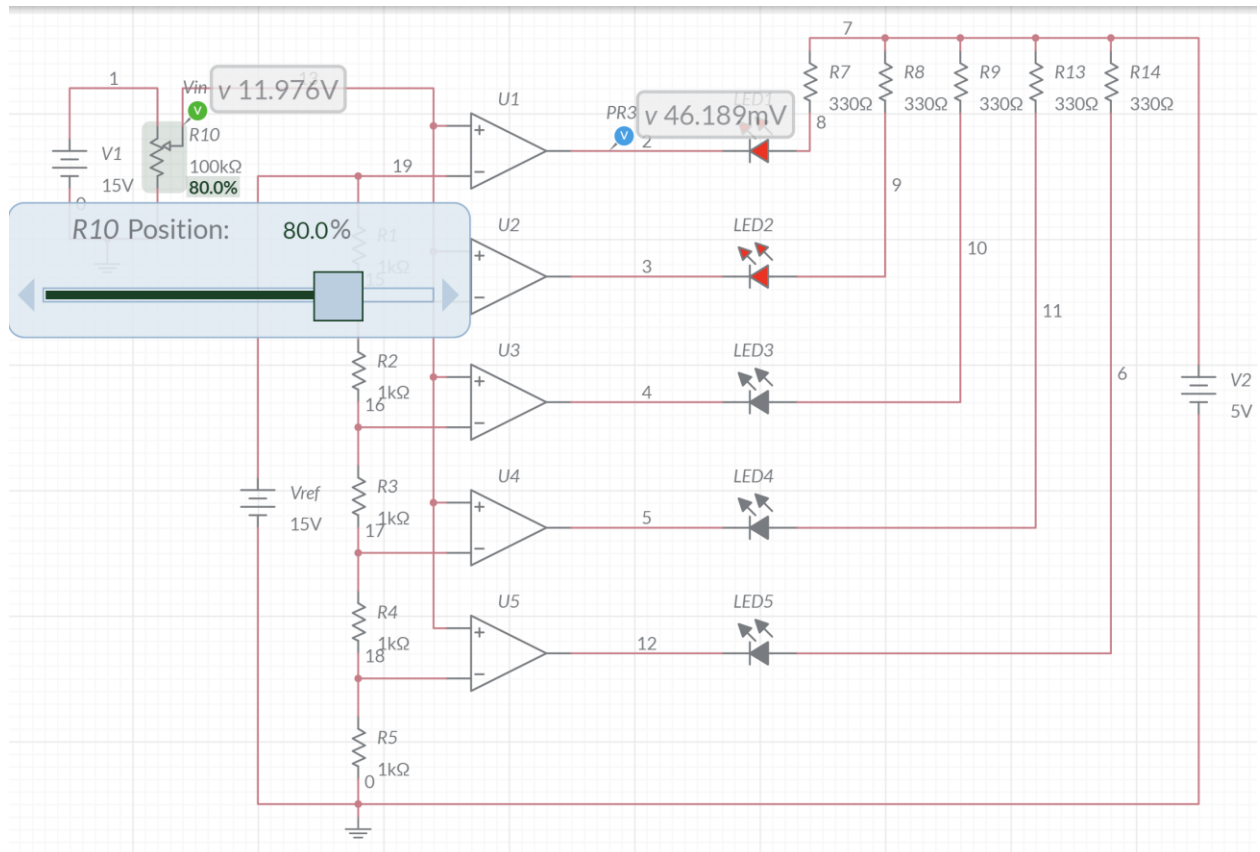 7
1
Vin
13
v 11.976V
R7
R8
R9
R13
R14
U1
PR3
v 46.189mV
LED1
330Ω
330Ω
330Ω
330Ω
330Ω
V
V
R10
8
2
V1
100kΩ
19
15V
80.0%
9
0
R10 Position: 80.0%
R1
1kΩ
15
U2
LED2
3
10
11
U3
LED3
R2
1kΩ
16
4
6
V2
5V
U4
LED4
R3
1kΩ
17
5
Vref
15V
U5
LED5
R4
1kΩ
18
12
R5
1kΩ
0